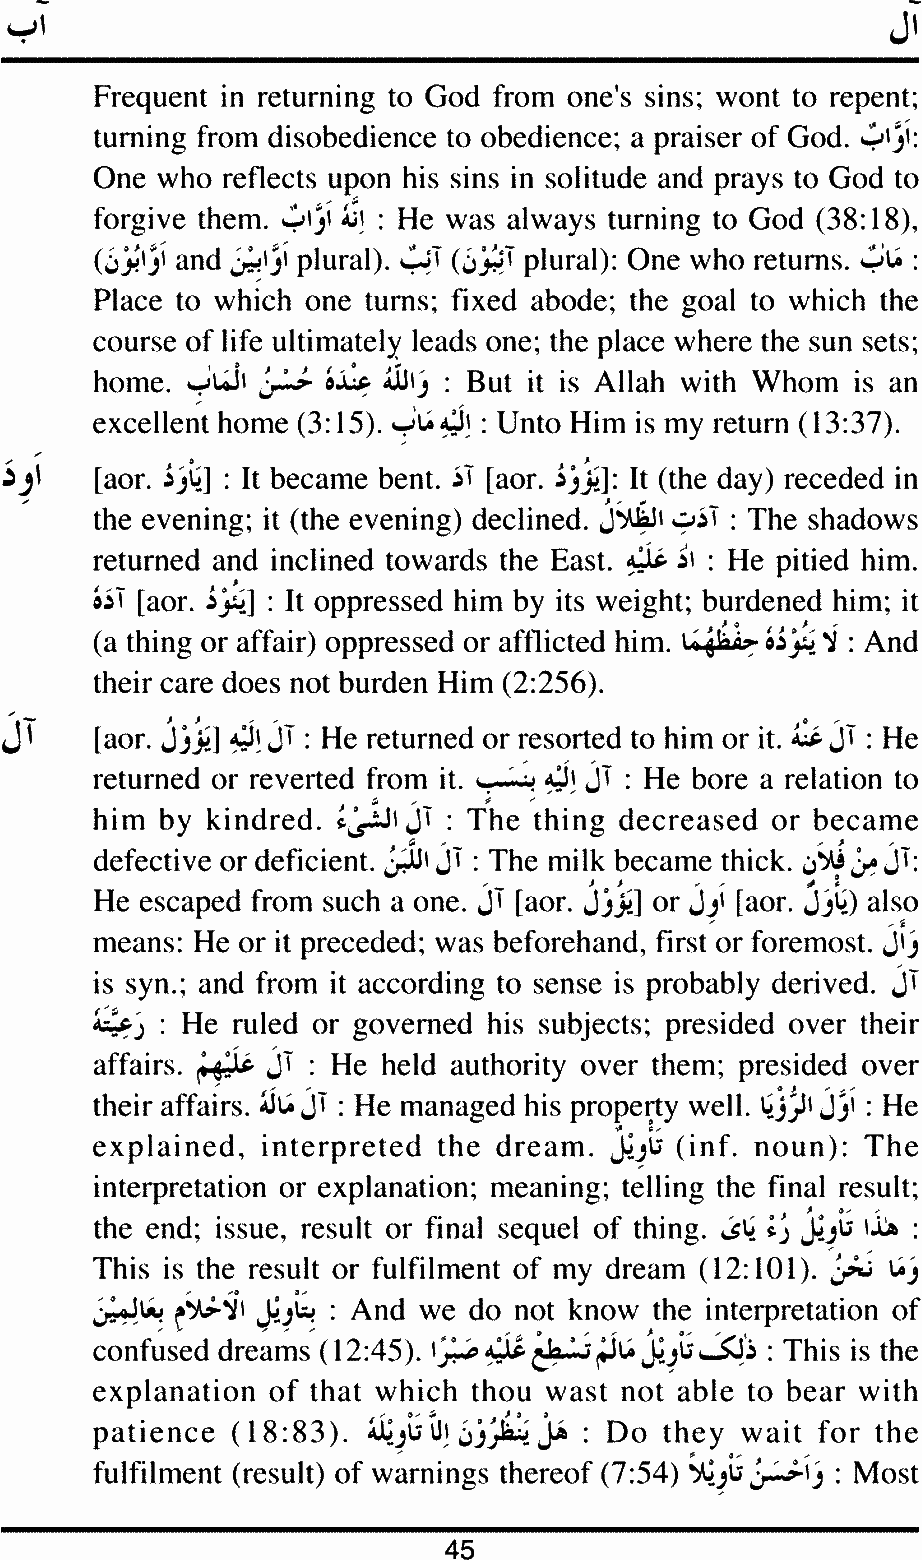 آب آل
Frequent in returning to God from one's sins; wont to repent;
turning from disobedience to obedience; a praiser of God. اَوَّابٌ:
One who reflects upon his sins in solitude and prays to God to
forgive them. اِنَّهُ اَوَّابٌ : He was always turning to God (38:18),
(اَوَّابُوْنَ and اَوَّابِيْنَ plural). آئِبٌ (آئِبُوْنَ plural): One who returns. مَاٰبٌ :
Place to which one turns; fixed abode; the goal to which the
course of life ultimately leads one; the place where the sun sets;
home. وَاللّٰهُ عِنْدَهُ حُسْنُ الْمَاٰبِ : But it is Allah with Whom is an
excellent home (3:15). اِلَيْهِ مَاٰبِ : Unto Him is my return (13:37).
اَوِدَ [aor. يَأْوَدُ] : It became bent. آدَ [aor. يَؤُوْدُ]: It (the day) receded in
the evening; it (the evening) declined. آدَتِ الظِّلَالُ : The shadows
returned and inclined towards the East. ادَ عَلَيْهِ : He pitied him.
آدَهُ [aor. يَئُوْدُ] : It oppressed him by its weight; burdened him; it
(a thing or affair) oppressed or afflicted him. لَا يَئُوْدُهُ حِفْظُهُمَا : And
their care does not burden Him (2:256).
آلَ [aor. يَؤُوْلُ] آلَ اِلَيْهِ : He returned or resorted to him or it. آلَ عَنْهُ : He
returned or reverted from it. آلَ اِلَيْهِ بِنَسَبٍ : He bore a relation to
him by kindred. آلَ الشَّىْءُ : The thing decreased or became
defective or deficient. آلَ اللَّبَنُ : The milk became thick. آلَ مِنْ فُلَانٍ:
He escaped from such a one. آلَ [aor. يَؤُوْلُ] or اَوِلَ [aor. يَأْوَلُ) also
means: He or it preceded; was beforehand, first or foremost. وَأَلَ
is syn.; and from it according to sense is probably derived. آلَ
رَعِيَّتَهُ : He ruled or governed his subjects; presided over their
affairs. آلَ عَلَيْهِمْ : He held authority over them; presided over
their affairs. آلَ مَالَهُ : He managed his property well. اَوَّلَ الرُّؤْيَا : He
explained, interpreted the dream. تَأْوِيْلٌ (inf. noun): The
interpretation or explanation; meaning; telling the final result;
the end; issue, result or final sequel of thing. هٰذَا تَاْوِيْلُ رُءْ يَاىَ :
This is the result or fulfilment of my dream (12:101). وَمَا نَحْنُ
بِتَاْوِيْلِ الْاَحْلَامِ بِعَالِمِيْنَ : And we do not know the interpretation of
confused dreams (12:45). ذٰلِكَ تَاْوِيْلُ مَالَمْ تَسْطِعْ عَلَيْهِ صَبْرًا : This is the
explanation of that which thou wast not able to bear with
patience (18:83). هَلْ يَنْظُرُوْنَ اِلَّا تَاْوِيْلَهُ : Do they wait for the
fulfilment (result) of warnings thereof (7:54) وَاَحْسَنُ تَاْوِيْلًا : Most
45